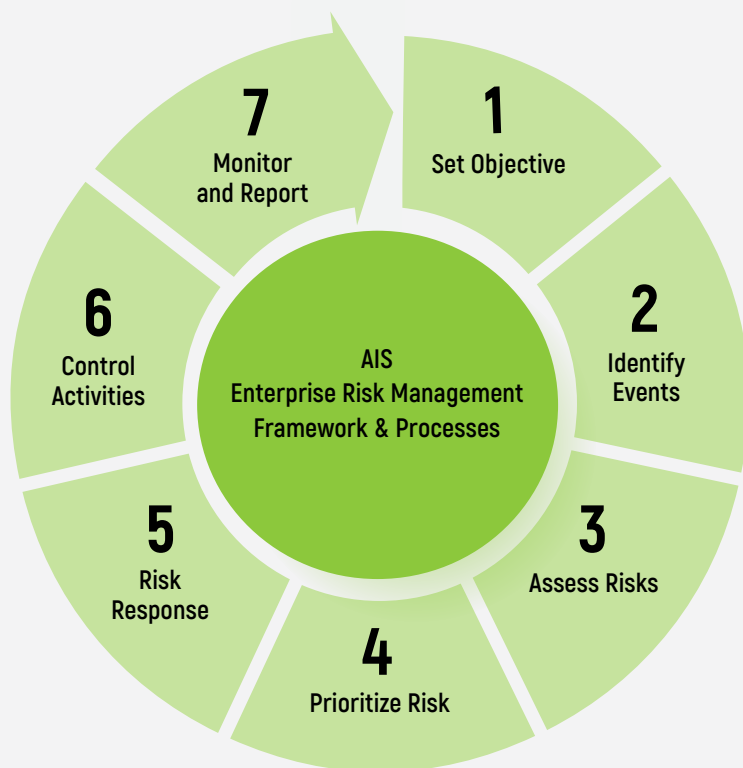 1
Set Objective
2
Identify
Events
3
Assess Risks
4
Prioritize Risk
5
Risk
Response
6
Control
Activities
7
Monitor
and Report
AIS
Enterprise Risk Management
Framework & Processes